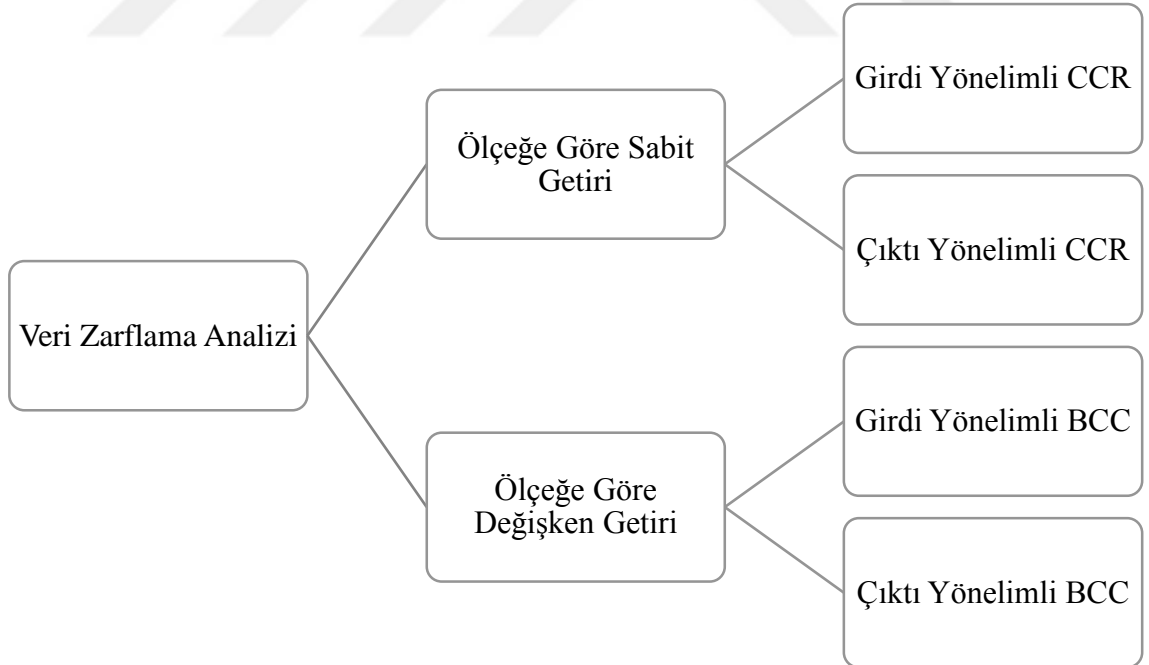 Veri Zarflama Analizi
Ölçeğe Göre Sabit
Getiri
Girdi Yönelimli CCR
Çıktı Yönelimli CCR
Ölçeğe Göre
Değişken Getiri
Girdi Yönelimli BCC
Çıktı Yönelimli BCC